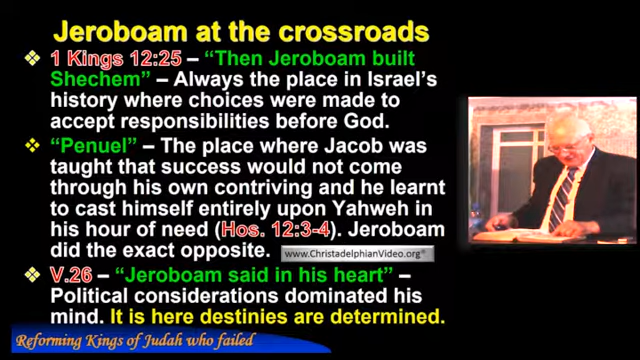 Jeroboam at the crossroads
❖ 1 Kings 12:25 – “Then Jeroboam built
Shechem” – Always the place in Israel’s
history where choices were made to
accept responsibilities before God.
❖ “Penuel” – The place where Jacob was
taught that success would not come
through his own contriving and he learnt
to cast himself entirely upon Yahweh in
his hour of need (Hos. 12:3-4). Jeroboam
did the exact opposite.
www.ChristadelphianVideo.org®
❖ V.26 – “Jeroboam said in his heart” –
Political considerations dominated his
mind. It is here destinies are determined.
Reforming Kings of Judah who failed